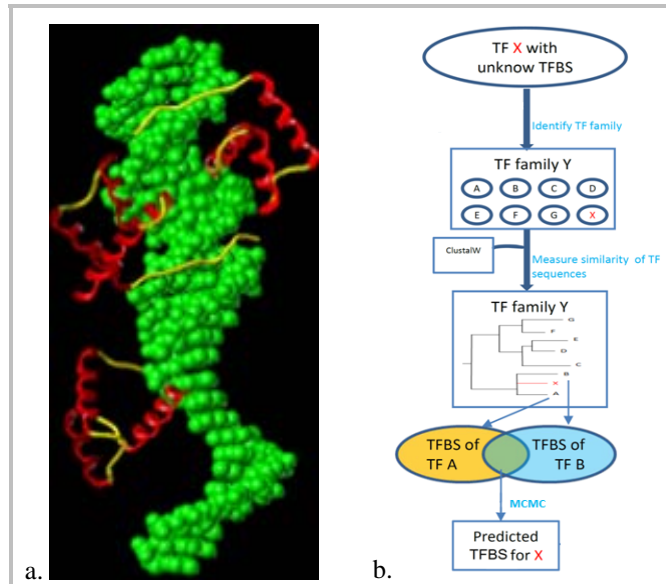 a.
TF X with
unknow TFBS
Identify TF family
TF family Y
A B C D
E F G X
ClustalW
Measure similarity of TF
sequences
TF family Y
G
F
E
D
C
B
X
A
TFBS of TFBS of
TF A TF B
MCMC
Predicted
TFBS for X
b.